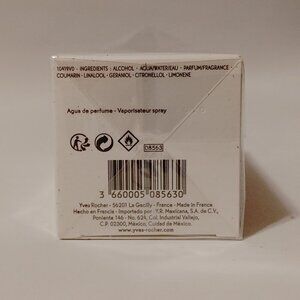 10419V0 - INGREDIENTS : ALCOHOL - AQUA/WATER/EAU - PARFUM/FRAGRANCE -
COUMARIN - LINALOOL - GERANIOL - CITRONELLOL - LIMONENE
Agua de perfume - Vaporisateur spray
08563
3 660005 085630
Yves Rocher - 56201 La Gacilly - France - Made in France
Hecho en Francia - Importado por : Y.R. Mexicana, S.A. de C.V.,
Poniente 146 - No. 624, Col. Industrial Vallejo,
C.P. 02300, México, Cuidad de México.
www.yves-rocher.com